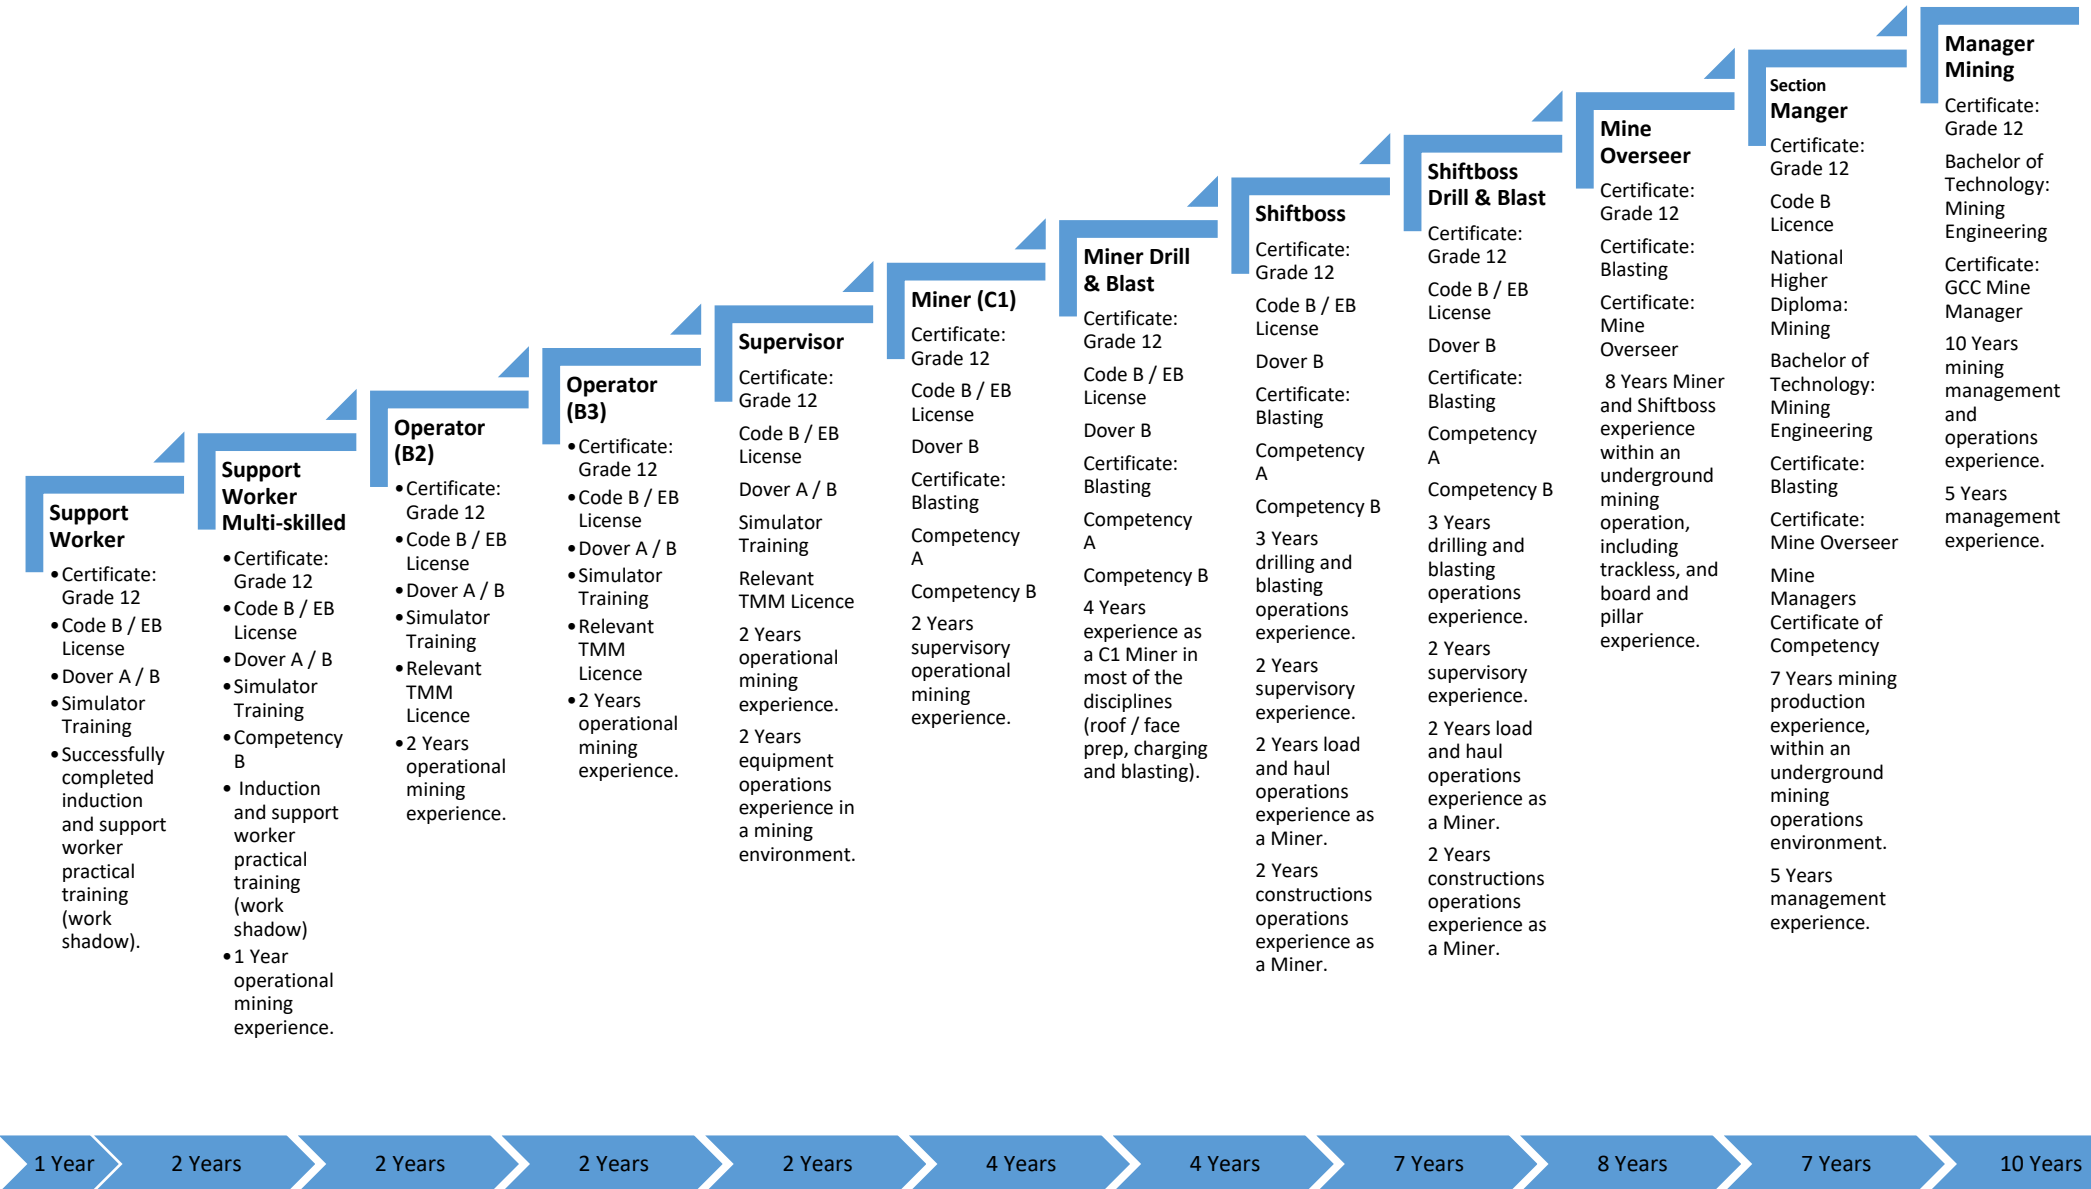 Support
Worker
•Certificate:
Grade 12
•Code B / EB
License
•Dover A / B
•Simulator
Training
•Successfully
completed
induction
and support
worker
practical
training
(work
shadow).
Support
Worker
Multi-skilled
•Certificate:
Grade 12
•Code B / EB
License
•Dover A / B
•Simulator
Training
•Competency
B
• Induction
and support
worker
practical
training
(work
shadow)
•1 Year
operational
mining
experience.
Operator
(B2)
•Certificate:
Grade 12
•Code B / EB
License
•Dover A / B
•Simulator
Training
•Relevant
TMM
Licence
•2 Years
operational
mining
experience.
Operator
(B3)
•Certificate:
Grade 12
•Code B / EB
License
•Dover A / B
•Simulator
Training
•Relevant
TMM
Licence
•2 Years
operational
mining
experience.
Supervisor
Certificate:
Grade 12
Code B / EB
License
Dover A / B
Simulator
Training
Relevant
TMM Licence
2 Years
operational
mining
experience.
2 Years
equipment
operations
experience in
a mining
environment.
Miner (C1)
Certificate:
Grade 12
Code B / EB
License
Dover B
Certificate:
Blasting
Competency
A
Competency B
2 Years
supervisory
operational
mining
experience.
Miner Drill
& Blast
Certificate:
Grade 12
Code B / EB
License
Dover B
Certificate:
Blasting
Competency
A
Competency B
4 Years
experience as
a C1 Miner in
most of the
disciplines
(roof / face
prep, charging
and blasting).
Shiftboss
Certificate:
Grade 12
Code B / EB
License
Dover B
Certificate:
Blasting
Competency
A
Competency B
3 Years
drilling and
blasting
operations
experience.
2 Years
supervisory
experience.
2 Years load
and haul
operations
experience as
a Miner.
2 Years
constructions
operations
experience as
a Miner.
Shiftboss
Drill & Blast
Certificate:
Grade 12
Code B / EB
License
Dover B
Certificate:
Blasting
Competency
A
Competency B
3 Years
drilling and
blasting
operations
experience.
2 Years
supervisory
experience.
2 Years load
and haul
operations
experience as
a Miner.
2 Years
constructions
operations
experience as
a Miner.
Mine
Overseer
Certificate:
Grade 12
Certificate:
Blasting
Certificate:
Mine
Overseer
8 Years Miner
and Shiftboss
experience
within an
underground
mining
operation,
including
trackless, and
board and
pillar
experience.
Section
Manger
Certificate:
Grade 12
Code B
Licence
National
Higher
Diploma:
Mining
Bachelor of
Technology:
Mining
Engineering
Certificate:
Blasting
Certificate:
Mine Overseer
Mine
Managers
Certificate of
Competency
7 Years mining
production
experience,
within an
underground
mining
operations
environment.
5 Years
management
experience.
Manager
Mining
Certificate:
Grade 12
Bachelor of
Technology:
Mining
Engineering
Certificate:
GCC Mine
Manager
10 Years
mining
management
and
operations
experience.
5 Years
management
experience.
1 Year
2 Years
2 Years
2 Years
2 Years
4 Years
4 Years
7 Years
8 Years
7 Years
10 Years